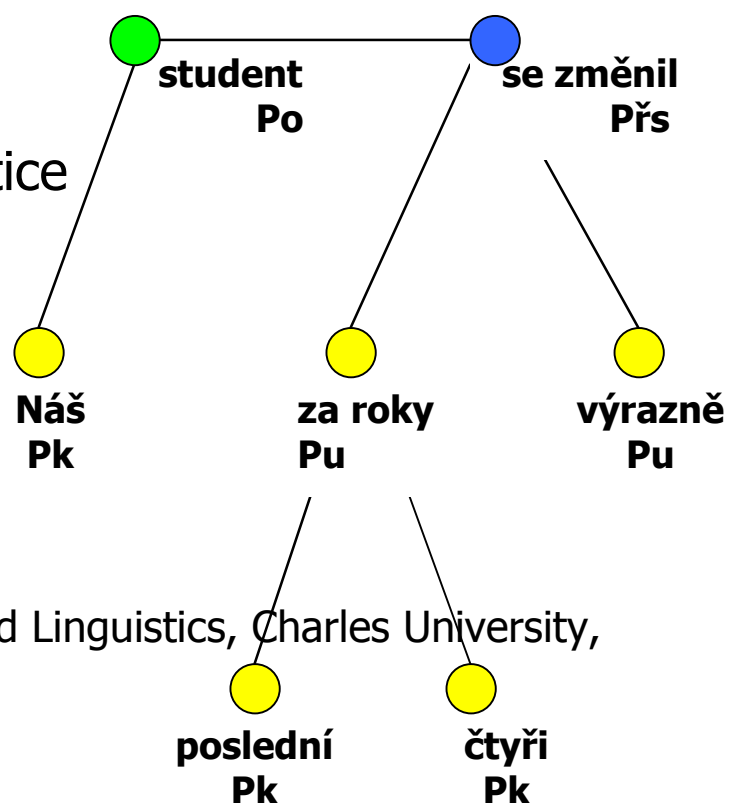 student se změnil
Po Přs
tice
Náš za roky výrazně
Pk Pu Pu
d Linguistics, Charles University,
poslední čtyři
Pk Pk